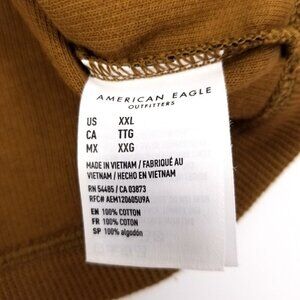 AMERICAN EAGLE
OUTFITTERS
US XXL
CA TTG
MX XXG
MADE IN VIETNAM / FABRIQUÉ AU
VIETNAM / HECHO EN VIETNAM
RN 54485 / CA 03873
RFC# AEM120605U9A
EN 100% COTTON
FR 100% COTON
SP 100% algodón